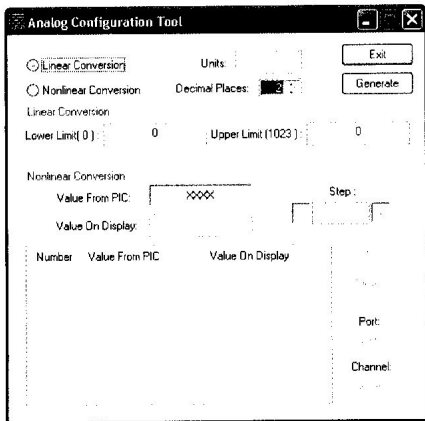 Analog Configuration Tool
Linear Conversion Units: Exit
Nonlinear Conversion Decimal Places: 2 Generate
Linear Conversion
Lower Limit( 0 ): 0 Upper Limit (1023 ): 0
Nonlinear Conversion
Value From PIC: XXXX Step :
Value On Display:
Number Value From PIC Value On Display
Port:
Channel: